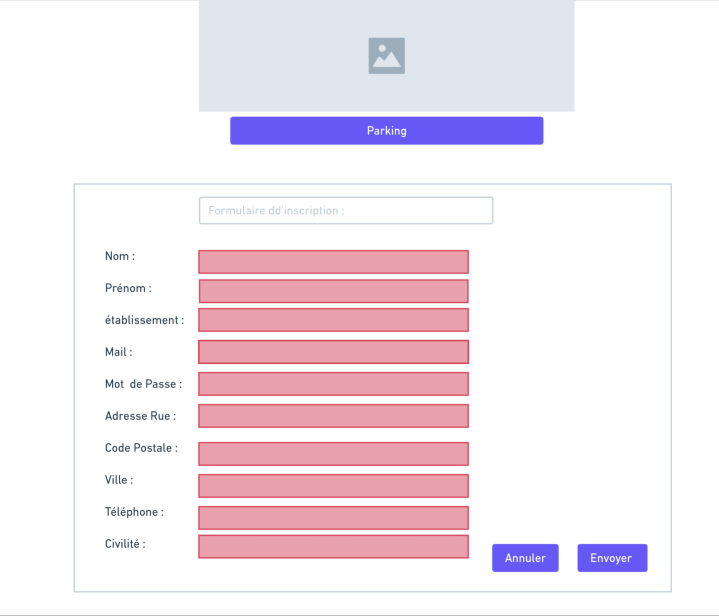 Parking
Formulaire dd'inscription :
Nom :
Prénom :
établissement :
Mail :
Mot de Passe :
Adresse Rue :
Code Postale :
Ville :
Téléphone :
Civilité :
Annuler
Envoyer